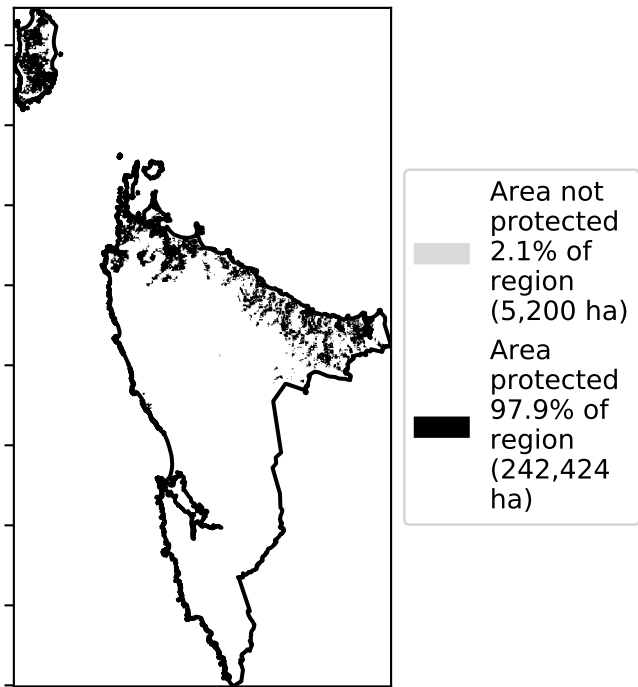 Area not
protected
2.1% of
region
(5,200 ha)
Area
protected
97.9% of
region
(242,424
ha)